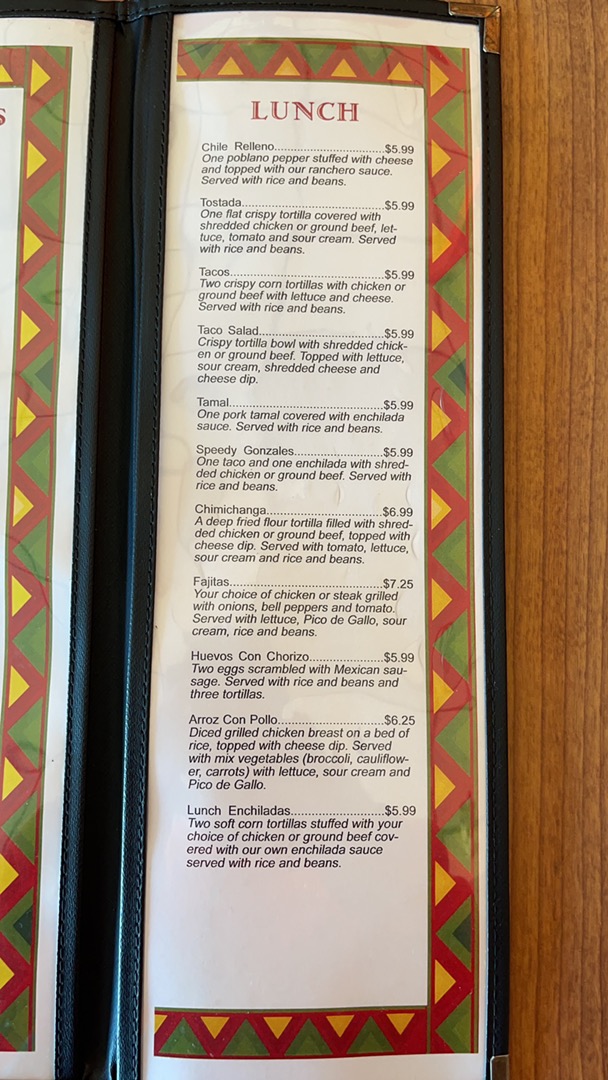 S
LUNCH
Chile Relleno..............................$5.99
One poblano pepper stuffed with cheese
and topped with our ranchero sauce.
Served with rice and beans.
Tostada.......................................$5.99
One flat crispy tortilla covered with
shredded chicken or ground beef, let-
tuce, tomato and sour cream. Served
with rice and beans.
Tacos..........................................$5.99
Two crispy corn tortillas with chicken or
ground beef with lettuce and cheese.
Served with rice and beans.
Taco Salad..................................$5.99
Crispy tortilla bowl with shredded chick-
en or ground beef. Topped with lettuce,
sour cream, shredded cheese and
cheese dip.
Tamal..........................................$5.99
One pork tamal covered with enchilada
sauce. Served with rice and beans.
Speedy Gonzales........................$5.99
One taco and one enchilada with shred-
ded chicken or ground beef. Served with
rice and beans.
Chimichanga...............................$6.99
A deep fried flour tortilla filled with shred-
ded chicken or ground beef, topped with
cheese dip. Served with tomato, lettuce,
sour cream and rice and beans.
Fajitas.........................................$7.25
Your choice of chicken or steak grilled
with onions, bell peppers and tomato.
Served with lettuce, Pico de Gallo, sour
cream, rice and beans.
Huevos Con Chorizo....................$5.99
Two eggs scrambled with Mexican sau-
sage. Served with rice and beans and
three tortillas.
Arroz Con Pollo............................$6.25
Diced grilled chicken breast on a bed of
rice, topped with cheese dip. Served
with mix vegetables (broccoli, cauliflow-
er, carrots) with lettuce, sour cream and
Pico de Gallo.
Lunch Enchiladas.........................$5.99
Two soft corn tortillas stuffed with your
choice of chicken or ground beef cov-
ered with our own enchilada sauce
served with rice and beans.